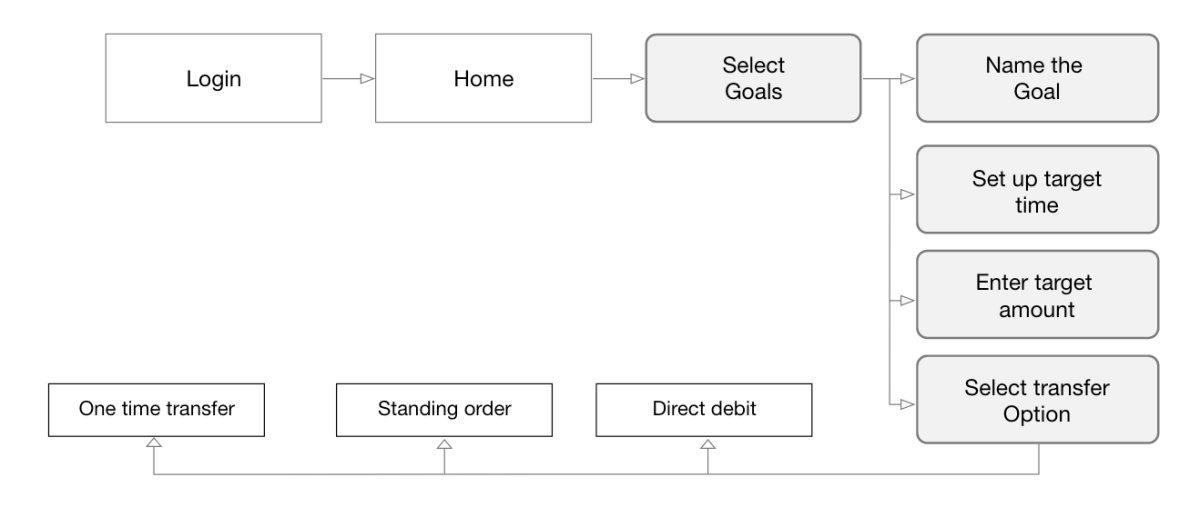 Login
Home
Select
Goals
Name the
Goal
Set up target
time
Enter target
amount
Select transfer
Option
One time transfer
Standing order
Direct debit